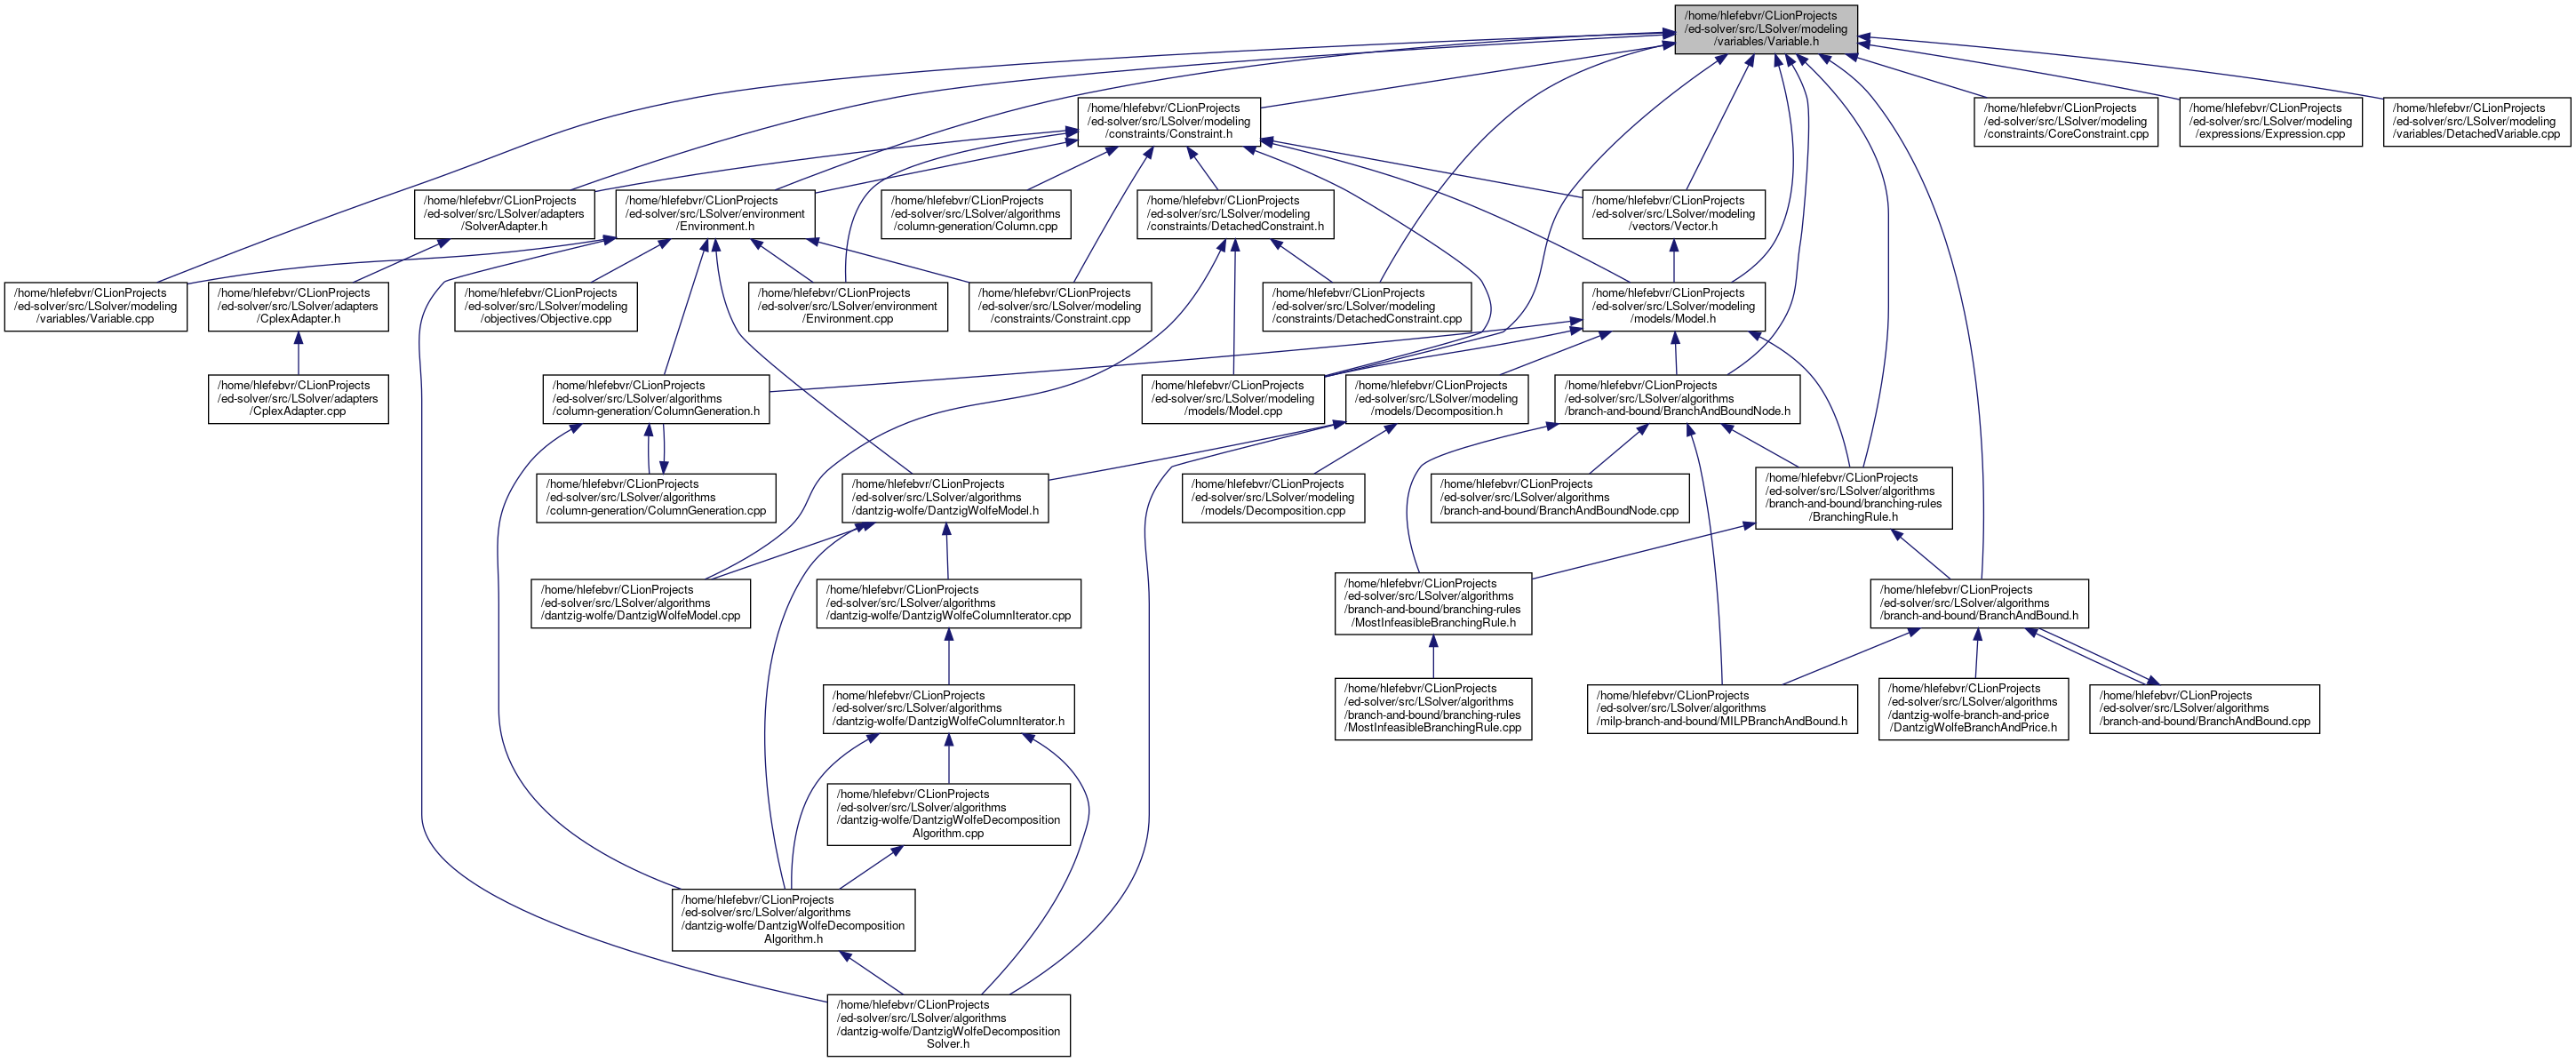 /home/hlefebvr/CLionProjects
/ed-solver/src/LSolver/modeling
/variables/Variable.h
/home/hlefebvr/CLionProjects
/ed-solver/src/LSolver/modeling
/constraints/Constraint.h
/home/hlefebvr/CLionProjects
/ed-solver/src/LSolver/modeling
/constraints/CoreConstraint.cpp
/home/hlefebvr/CLionProjects
/ed-solver/src/LSolver/modeling
/expressions/Expression.cpp
/home/hlefebvr/CLionProjects
/ed-solver/src/LSolver/modeling
/variables/DetachedVariable.cpp
/home/hlefebvr/CLionProjects
/ed-solver/src/LSolver/adapters
/SolverAdapter.h
/home/hlefebvr/CLionProjects
/ed-solver/src/LSolver/environment
/Environment.h
/home/hlefebvr/CLionProjects
/ed-solver/src/LSolver/algorithms
/column-generation/Column.cpp
/home/hlefebvr/CLionProjects
/ed-solver/src/LSolver/modeling
/constraints/DetachedConstraint.h
/home/hlefebvr/CLionProjects
/ed-solver/src/LSolver/modeling
/vectors/Vector.h
/home/hlefebvr/CLionProjects
/ed-solver/src/LSolver/modeling
/variables/Variable.cpp
/home/hlefebvr/CLionProjects
/ed-solver/src/LSolver/adapters
/CplexAdapter.h
/home/hlefebvr/CLionProjects
/ed-solver/src/LSolver/modeling
/objectives/Objective.cpp
/home/hlefebvr/CLionProjects
/ed-solver/src/LSolver/environment
/Environment.cpp
/home/hlefebvr/CLionProjects
/ed-solver/src/LSolver/modeling
/constraints/Constraint.cpp
/home/hlefebvr/CLionProjects
/ed-solver/src/LSolver/modeling
/constraints/DetachedConstraint.cpp
/home/hlefebvr/CLionProjects
/ed-solver/src/LSolver/modeling
/models/Model.h
/home/hlefebvr/CLionProjects
/ed-solver/src/LSolver/adapters
/CplexAdapter.cpp
/home/hlefebvr/CLionProjects
/ed-solver/src/LSolver/algorithms
/column-generation/ColumnGeneration.h
/home/hlefebvr/CLionProjects
/ed-solver/src/LSolver/modeling
/models/Model.cpp
/home/hlefebvr/CLionProjects
/ed-solver/src/LSolver/modeling
/models/Decomposition.h
/home/hlefebvr/CLionProjects
/ed-solver/src/LSolver/algorithms
/branch-and-bound/BranchAndBoundNode.h
/home/hlefebvr/CLionProjects
/ed-solver/src/LSolver/algorithms
/column-generation/ColumnGeneration.cpp
/home/hlefebvr/CLionProjects
/ed-solver/src/LSolver/algorithms
/dantzig-wolfe/DantzigWolfeModel.h
/home/hlefebvr/CLionProjects
/ed-solver/src/LSolver/modeling
/models/Decomposition.cpp
/home/hlefebvr/CLionProjects
/ed-solver/src/LSolver/algorithms
/branch-and-bound/BranchAndBoundNode.cpp
/home/hlefebvr/CLionProjects
/ed-solver/src/LSolver/algorithms
/branch-and-bound/branching-rules
/BranchingRule.h
/home/hlefebvr/CLionProjects
/ed-solver/src/LSolver/algorithms
/dantzig-wolfe/DantzigWolfeModel.cpp
/home/hlefebvr/CLionProjects
/ed-solver/src/LSolver/algorithms
/dantzig-wolfe/DantzigWolfeColumnIterator.cpp
/home/hlefebvr/CLionProjects
/ed-solver/src/LSolver/algorithms
/branch-and-bound/branching-rules
/MostInfeasibleBranchingRule.h
/home/hlefebvr/CLionProjects
/ed-solver/src/LSolver/algorithms
/branch-and-bound/BranchAndBound.h
/home/hlefebvr/CLionProjects
/ed-solver/src/LSolver/algorithms
/dantzig-wolfe/DantzigWolfeColumnIterator.h
/home/hlefebvr/CLionProjects
/ed-solver/src/LSolver/algorithms
/branch-and-bound/branching-rules
/MostInfeasibleBranchingRule.cpp
/home/hlefebvr/CLionProjects
/ed-solver/src/LSolver/algorithms
/milp-branch-and-bound/MILPBranchAndBound.h
/home/hlefebvr/CLionProjects
/ed-solver/src/LSolver/algorithms
/dantzig-wolfe-branch-and-price
/DantzigWolfeBranchAndPrice.h
/home/hlefebvr/CLionProjects
/ed-solver/src/LSolver/algorithms
/branch-and-bound/BranchAndBound.cpp
/home/hlefebvr/CLionProjects
/ed-solver/src/LSolver/algorithms
/dantzig-wolfe/DantzigWolfeDecomposition
Algorithm.cpp
/home/hlefebvr/CLionProjects
/ed-solver/src/LSolver/algorithms
/dantzig-wolfe/DantzigWolfeDecomposition
Algorithm.h
/home/hlefebvr/CLionProjects
/ed-solver/src/LSolver/algorithms
/dantzig-wolfe/DantzigWolfeDecomposition
Solver.h